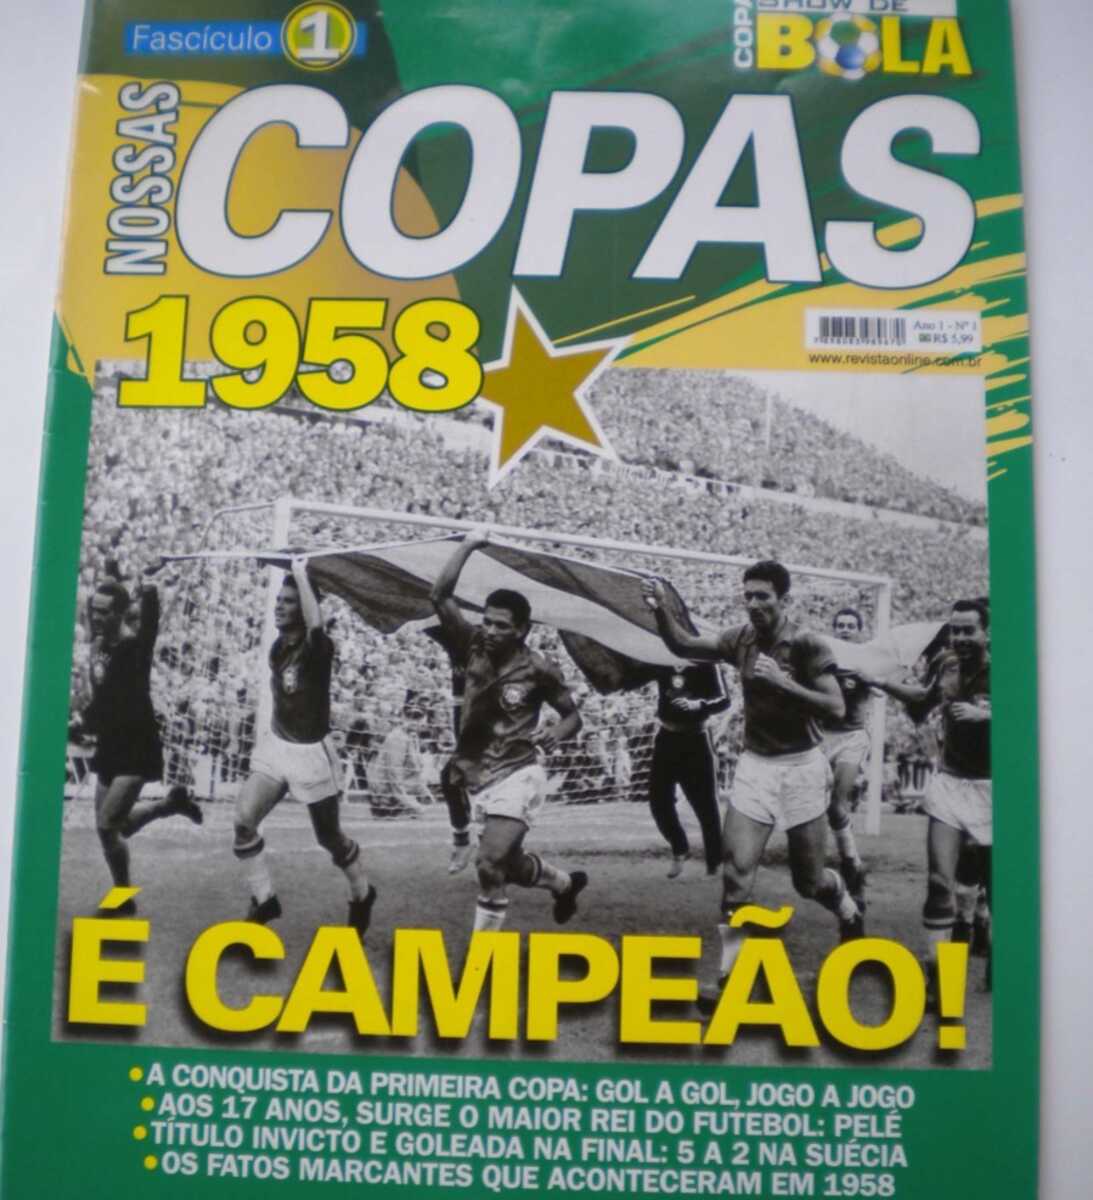 Fascículo 1
COPA
SHOW DE
BOLA
NOSSAS
COPAS
1958
Ano 1 - Nº 1
R$ 5,99
www.revistaonline.com.br
É CAMPEÃO!
•A CONQUISTA DA PRIMEIRA COPA: GOL A GOL, JOGO A JOGO
•AOS 17 ANOS, SURGE O MAIOR REI DO FUTEBOL: PELÉ
•TÍTULO INVICTO E GOLEADA NA FINAL: 5 A 2 NA SUÉCIA
•OS FATOS MARCANTES QUE ACONTECERAM EM 1958